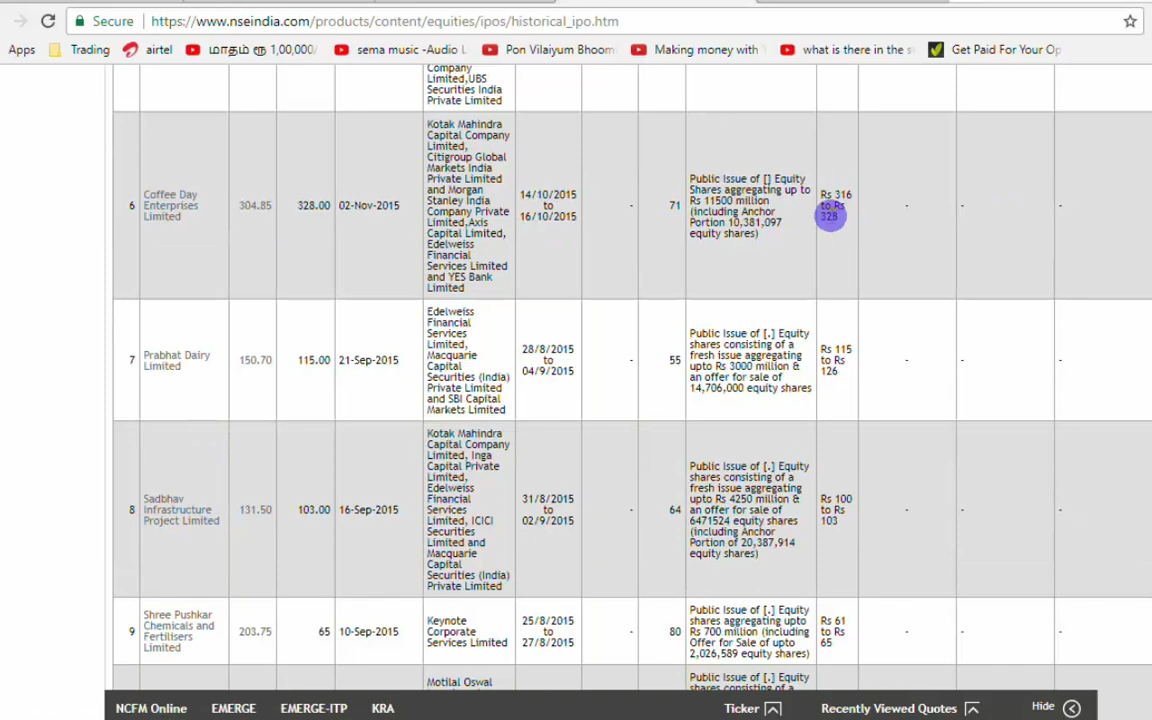 Secure https://www.nseindia.com/products/content/equities/ipos/historical_ipo.htm
Apps Trading airtel மாதம் ரூ 1,00,000/ sema music -Audio L Pon Vilaiyum Bhoom Making money with what is there in the s Get Paid For Your Op
Company
Limited,UBS
Securities India
Private Limited
6
Coffee Day
Enterprises
Limited
304.85
328.00
02-Nov-2015
Kotak Mahindra
Capital Company
Limited,
Citigroup Global
Markets India
Private Limited
and Morgan
Stanley India
Company Private
Limited,Axis
Capital Limited,
Edelweiss
Financial
Services Limited
and YES Bank
Limited
14/10/2015
to
16/10/2015
-
71
Public Issue of [] Equity
Shares aggregating up to
Rs 11500 million
(including Anchor
Portion 10,381,097
equity shares)
Rs 316
to Rs
328
-
-
-
7
Prabhat Dairy
Limited
150.70
115.00
21-Sep-2015
Edelweiss
Financial
Services
Limited,
Macquarie
Capital
Securities (India)
Private Limited
and SBI Capital
Markets Limited
28/8/2015
to
04/9/2015
-
55
Public Issue of [.] Equity
shares consisting of a
fresh issue aggregating
upto Rs 3000 million &
an offer for sale of
14,706,000 equity shares
Rs 115
to Rs
126
-
-
-
8
Sadbhav
Infrastructure
Project Limited
131.50
103.00
16-Sep-2015
Kotak Mahindra
Capital Company
Limited, Inga
Capital Private
Limited,
Edelweiss
Financial
Services
Limited, ICICI
Securities
Limited and
Macquarie
Capital
Securities (India)
Private Limited
31/8/2015
to
02/9/2015
-
64
Public Issue of [.] Equity
shares consisting of a
fresh issue aggregating
upto Rs 4250 million &
an offer for sale of
6471524 equity shares
(including Anchor
Portion of 20,387,914
equity shares)
Rs 100
to Rs
103
-
-
-
9
Shree Pushkar
Chemicals and
Fertilisers
Limited
203.75
65
10-Sep-2015
Keynote
Corporate
Services Limited
25/8/2015
to
27/8/2015
-
80
Public Issue of [.] Equity
shares aggregating upto
Rs 700 million (including
Offer for Sale of upto
2,026,589 equity shares)
Rs 61
to Rs
65
-
-
-
Motilal Oswal
Public Issue of [.] Equity
shares consisting of a
NCFM Online EMERGE EMERGE-ITP KRA Ticker Recently Viewed Quotes Hide